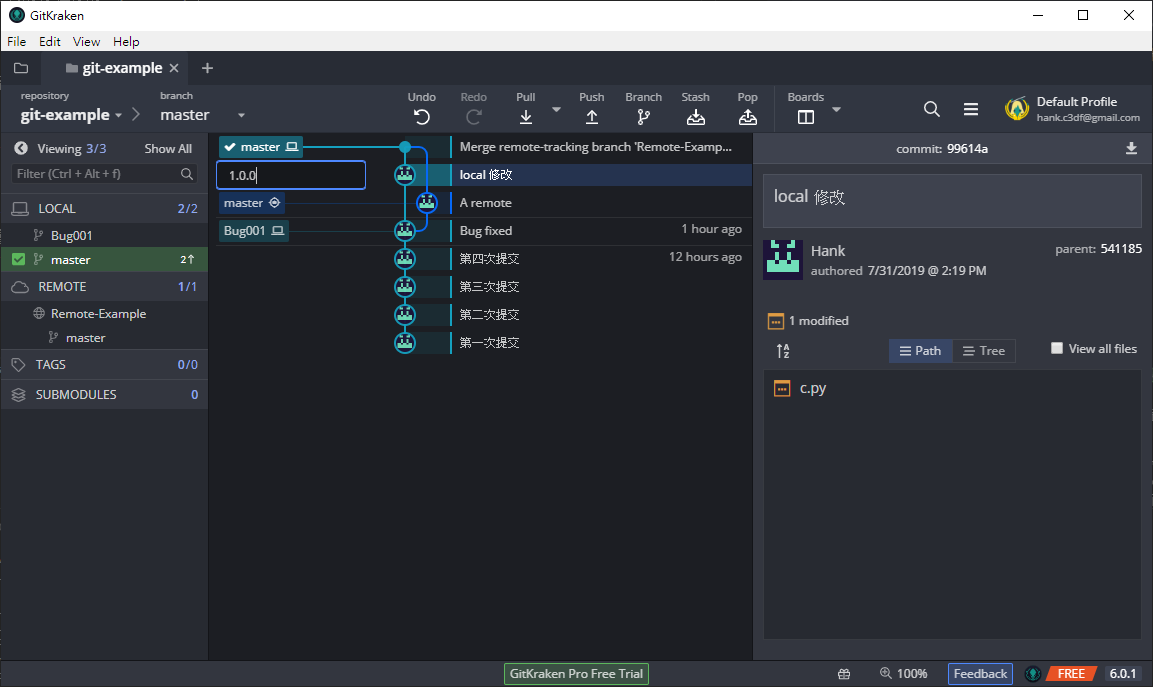 GitKraken
File Edit View Help
git-example
repository
git-example
branch
master
Undo
Redo
Pull
Push
Branch
Stash
Pop
Boards
Default Profile
hank.c3df@gmail.com
Viewing 3/3 Show All
Filter (Ctrl + Alt + f)
LOCAL 2/2
Bug001
master 2↑
REMOTE 1/1
Remote-Example
master
TAGS 0/0
SUBMODULES 0
master Merge remote-tracking branch 'Remote-Examp...
1.0.0 local 修改
master A remote
Bug001 Bug fixed 1 hour ago
第四次提交 12 hours ago
第三次提交
第二次提交
第一次提交
commit: 99614a
local 修改
Hank
authored 7/31/2019 @ 2:19 PM
parent: 541185
1 modified
Path Tree View all files
c.py
GitKraken Pro Free Trial
100%
Feedback
FREE
6.0.1